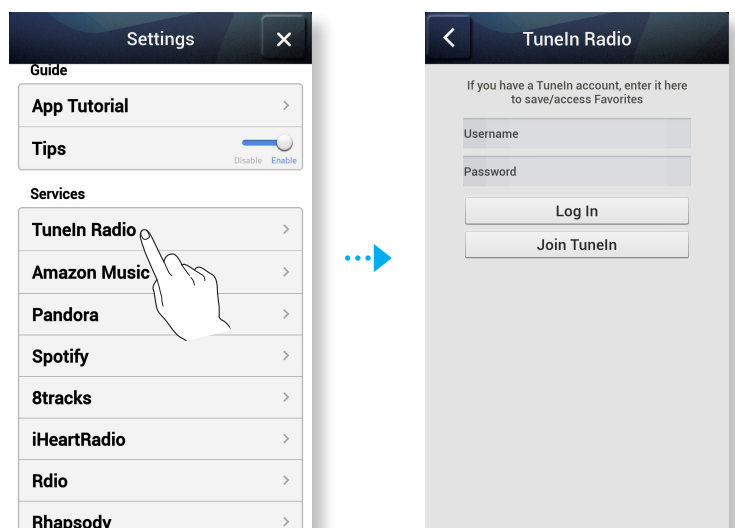 Settings
Guide
App Tutorial
Tips
Disable Enable
Services
TuneIn Radio
Amazon Music
Pandora
Spotify
8tracks
iHeartRadio
Rdio
Rhapsody
TuneIn Radio
If you have a TuneIn account, enter it here
to save/access Favorites
Username
Password
Log In
Join TuneIn